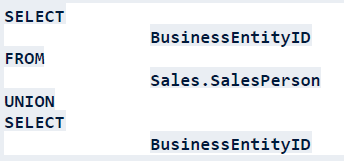 SELECT
BusinessEntityID
FROM
Sales.SalesPerson
UNION
SELECT
BusinessEntityID